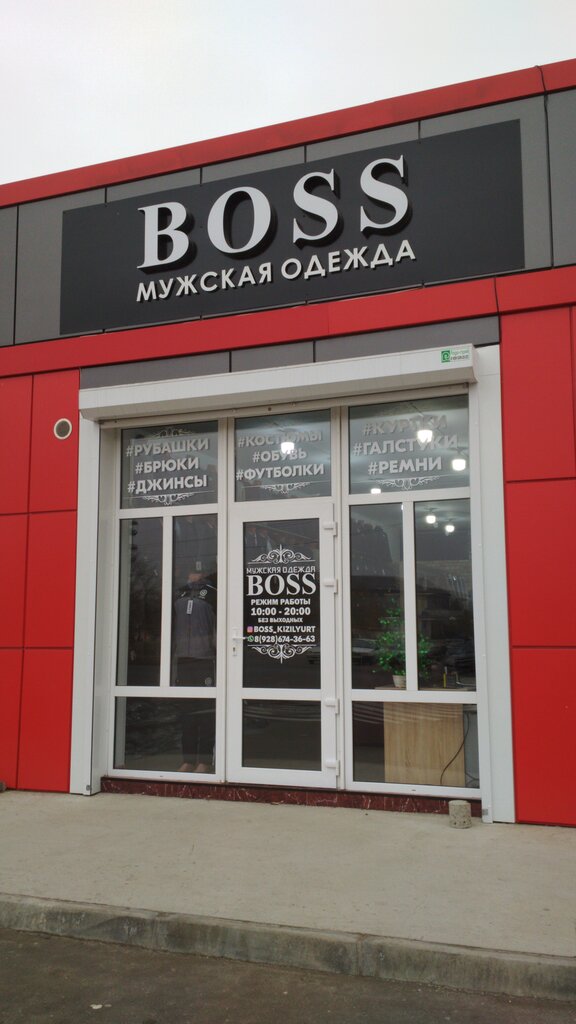 BOSS
МУЖСКАЯ ОДЕЖДА
#РУБАШКИ
#БРЮКИ
#ДЖИНСЫ
#КОСТЮМЫ
#ОБУВЬ
#ФУТБОЛКИ
#КУРТКИ
#ГАЛСТУКИ
#РЕМНИ
МУЖСКАЯ ОДЕЖДА
BOSS
РЕЖИМ РАБОТЫ
10:00 - 20:00
БЕЗ ВЫХОДНЫХ
BOSS_KIZILYURT
8(928)674-36-63